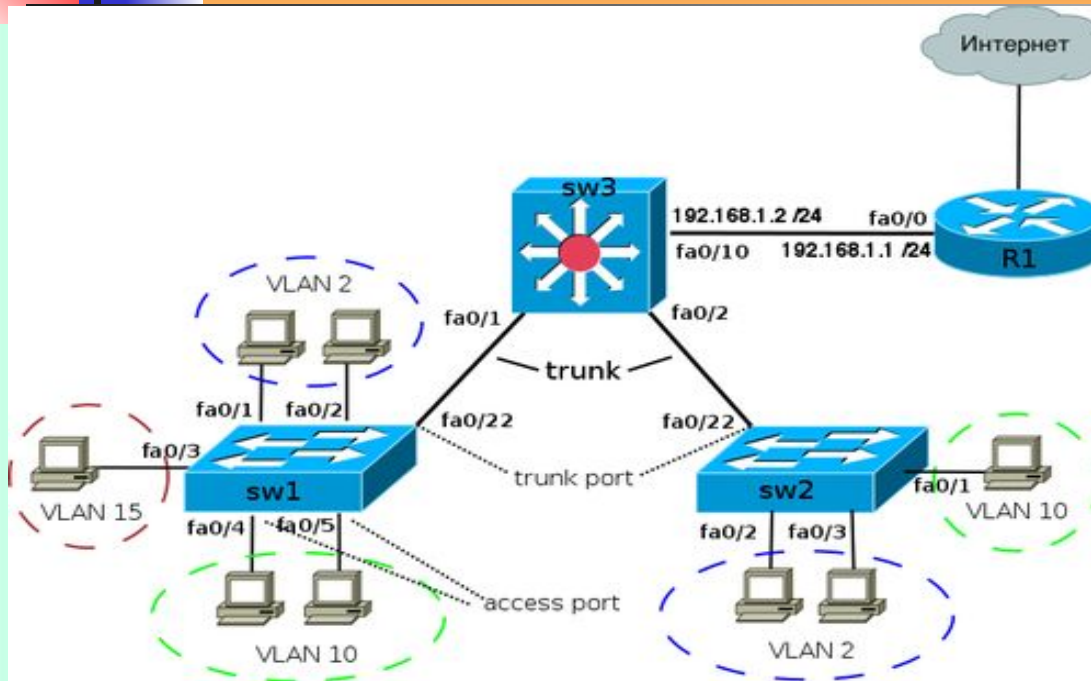 Интернет
sw3
192.168.1.2 /24
fa0/0
fa0/10
192.168.1.1 /24
R1
VLAN 2
fa0/1
fa0/2
trunk
fa0/1
fa0/2
fa0/22
fa0/22
fa0/3
trunk port
sw1
sw2
fa0/1
VLAN 15
VLAN 10
fa0/4
fa0/5
fa0/2
fa0/3
access port
VLAN 10
VLAN 2